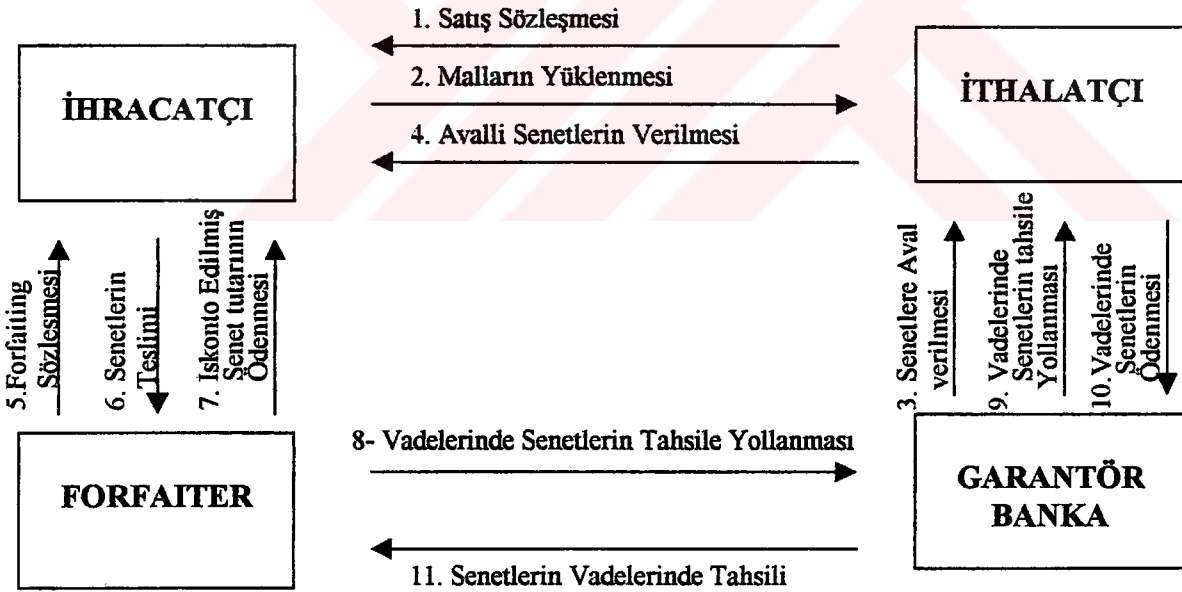 1. Satış Sözleşmesi
İHRACATÇI
2. Malların Yüklenmesi
İTHALATÇI
4. Avalli Senetlerin Verilmesi
5.Forfaiting
Sözleşmesi
6. Senetlerin
Teslimi
7. İskonto Edilmiş
Senet tutarının
Ödenmesi
3. Senetlere Aval
verilmesi
9. Vadelerinde
Senetlerin tahsile
Yollanması
10.Vadelerinde
Senetlerin
Ödenmesi
8- Vadelerinde Senetlerin Tahsile Yollanması
FORFAITER
GARANTÖR
BANKA
11. Senetlerin Vadelerinde Tahsili